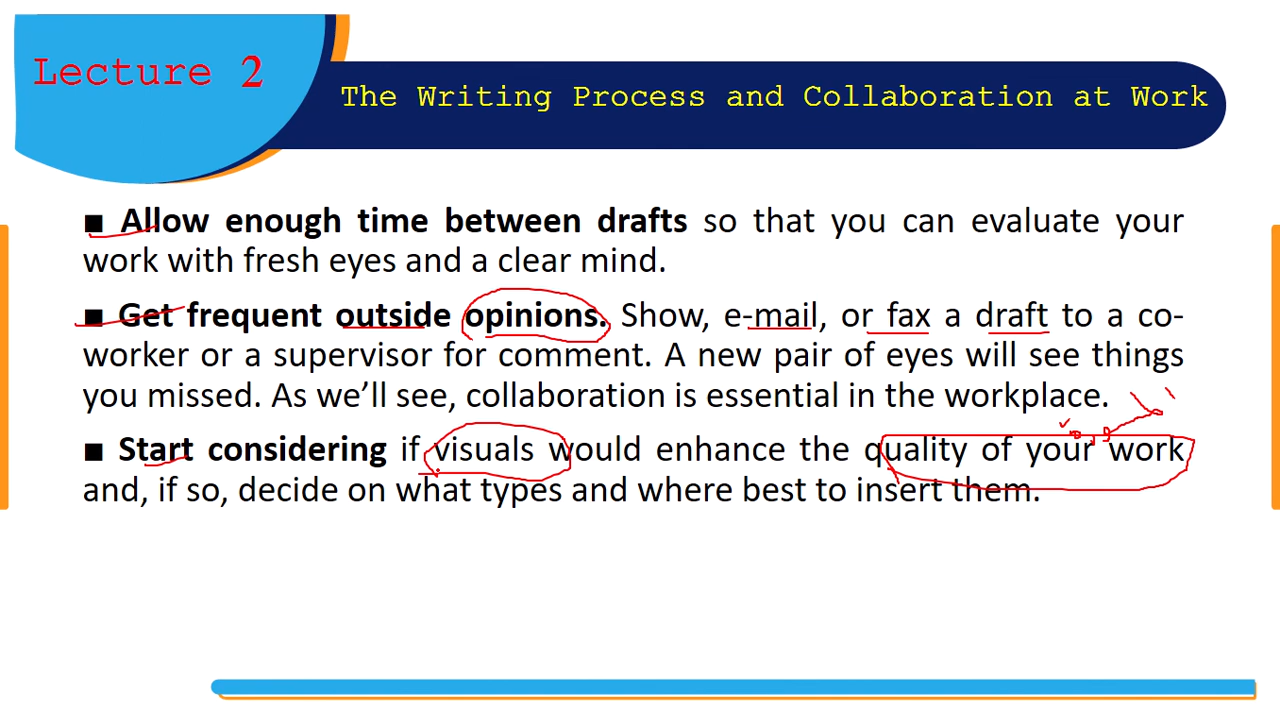 Lecture 2
The Writing Process and Collaboration at Work
■ Allow enough time between drafts so that you can evaluate your
work with fresh eyes and a clear mind.
■ Get frequent outside opinions. Show, e-mail, or fax a draft to a co-
worker or a supervisor for comment. A new pair of eyes will see things
you missed. As we’ll see, collaboration is essential in the workplace.
■ Start considering if visuals would enhance the quality of your work
and, if so, decide on what types and where best to insert them.